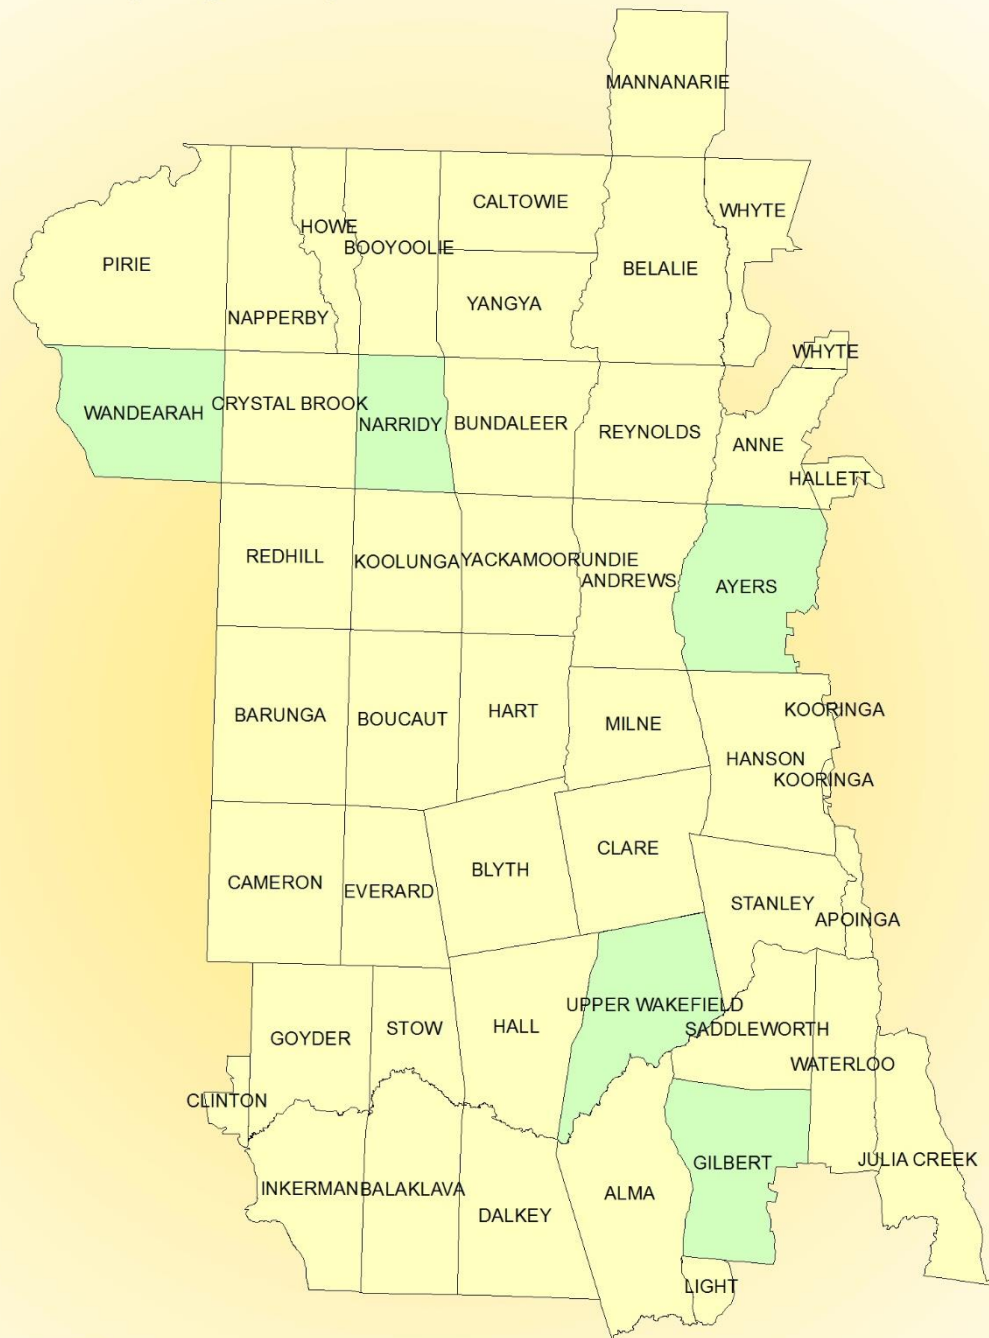 MANNANARIE
CALTOWIE
WHYTE
HOWE
BOOYOOLIE
PIRIE
BELALIE
YANGYA
NAPPERBY
WHYTE
WANDEARAH
CRYSTAL BROOK
NARRIDY
BUNDALEER
REYNOLDS
ANNE
HALLETT
REDHILL
KOOLUNGA
YACKAMOORUNDIE
ANDREWS
AYERS
BARUNGA
BOUCAUT
HART
MILNE
KOORINGA
HANSON
KOORINGA
CAMERON
EVERARD
BLYTH
CLARE
STANLEY
APOINGA
GOYDER
STOW
HALL
UPPER WAKEFIELD
SADDLEWORTH
WATERLOO
CLINTON
INKERMAN
BALAKLAVA
DALKEY
ALMA
GILBERT
JULIA CREEK
LIGHT